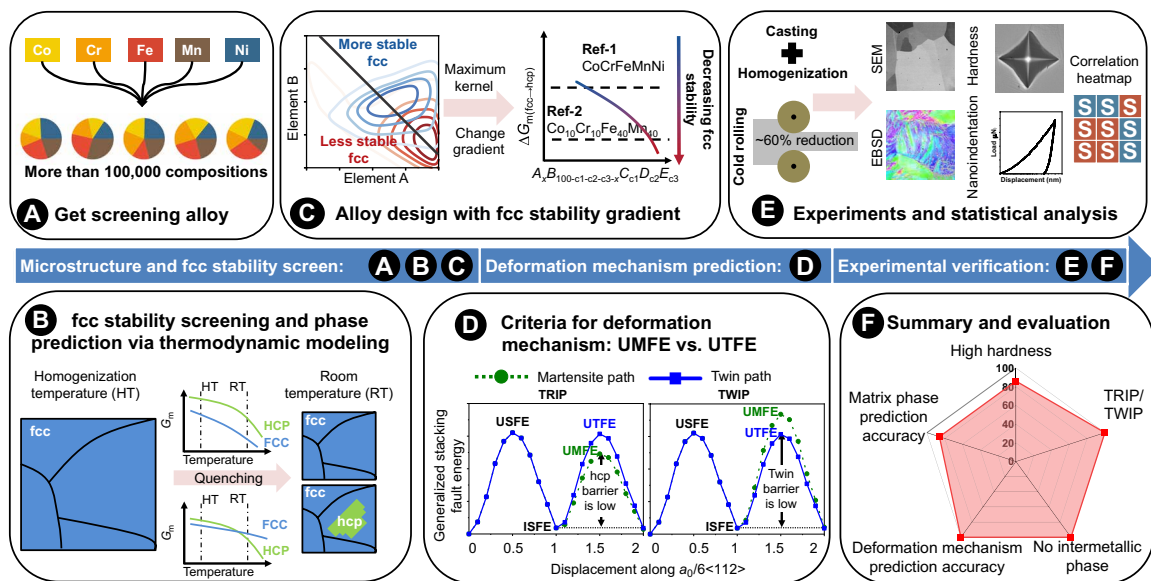 Co Cr Fe Mn Ni
More than 100,000 compositions
A Get screening alloy
Element B
More stable
fcc
Less stable
fcc
Element A
Maximum
kernel
Change
gradient
ΔGm(fcc→hcp)
Ref-1
CoCrFeMnNi
Ref-2
Co10Cr10Fe40Mn40
AxB100-c1-c2-c3-xCc1Dc2Ec3
Decreasing fcc
stability
C Alloy design with fcc stability gradient
Casting
Homogenization
Cold rolling
~60% reduction
SEM
Hardness
EBSD
Nanoindentation
Load μN
Displacement (nm)
Correlation
heatmap
S S S
S S S
S S S
E Experiments and statistical analysis
Microstructure and fcc stability screen: A B C
Deformation mechanism prediction: D
Experimental verification: E F
B fcc stability screening and phase
prediction via thermodynamic modeling
Homogenization
temperature (HT)
fcc
HT RT
Gm
HCP
FCC
Temperature
Quenching
HT RT
Gm
FCC
HCP
Temperature
Room
temperature (RT)
fcc
fcc
hcp
D Criteria for deformation
mechanism: UMFE vs. UTFE
Martensite path Twin path
TRIP TWIP
Generalized stacking
fault energy
USFE
UTFE
UMFE
hcp
barrier
is low
ISFE
0 0.5 1 1.5 2
USFE
UMFE
UTFE
Twin
barrier
is low
ISFE
0 0.5 1 1.5 2
Displacement along a0/6<112>
F Summary and evaluation
High hardness
100
80
60
40
20
0
TRIP/
TWIP
Matrix phase
prediction
accuracy
Deformation mechanism
prediction accuracy
No intermetallic
phase